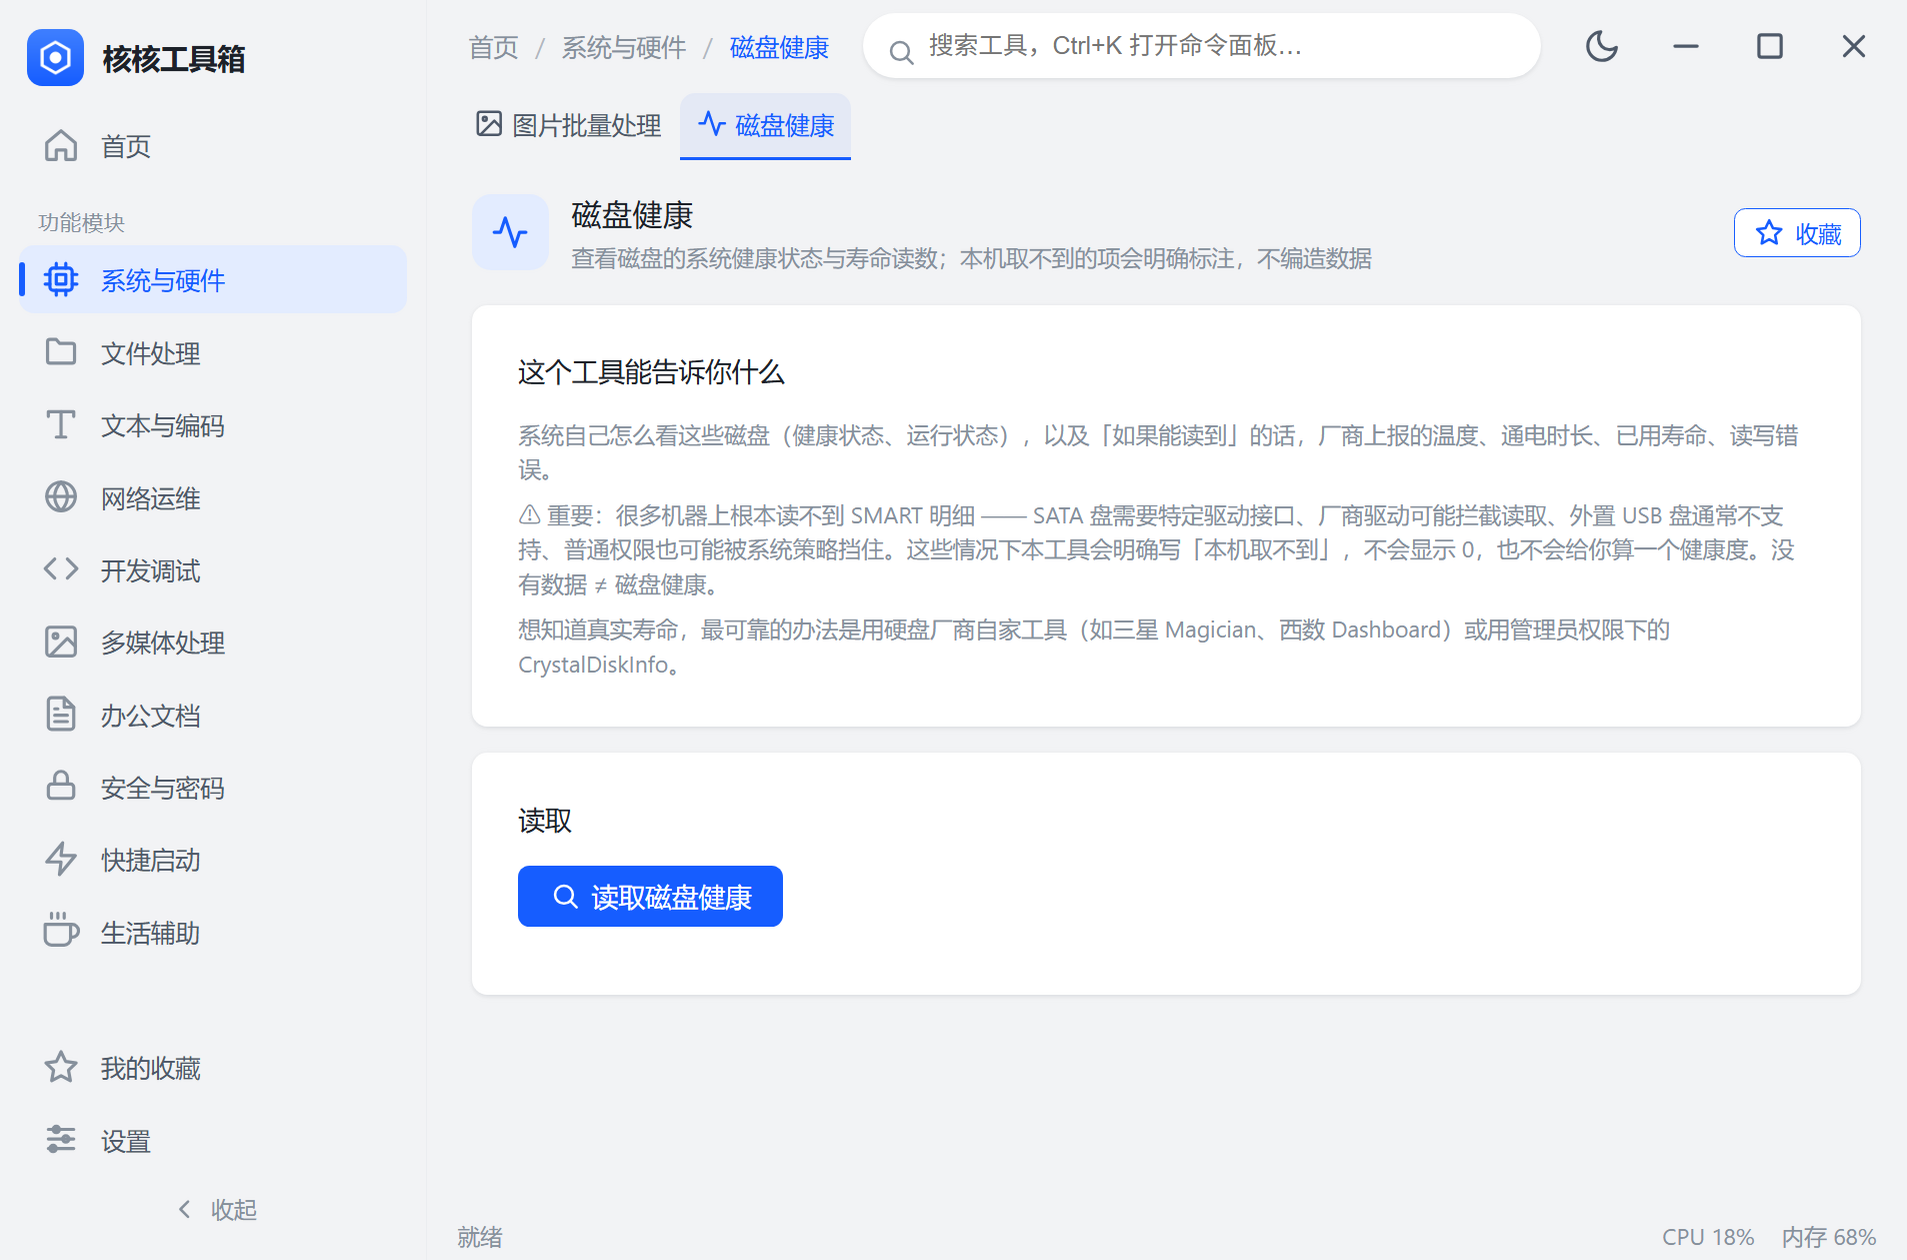 核核工具箱
首页 / 系统与硬件 / 磁盘健康
搜索工具，Ctrl+K 打开命令面板...
首页
功能模块
系统与硬件
文件处理
文本与编码
网络运维
开发调试
多媒体处理
办公文档
安全与密码
快捷启动
生活辅助
我的收藏
设置
收起
图片批量处理
磁盘健康
磁盘健康
查看磁盘的系统健康状态与寿命读数；本机取不到的项会明确标注，不编造数据
收藏
这个工具能告诉你什么
系统自己怎么看这些磁盘（健康状态、运行状态），以及「如果能读到」的话，厂商上报的温度、通电时长、已用寿命、读写错
误。
⚠ 重要：很多机器上根本读不到 SMART 明细 —— SATA 盘需要特定驱动接口、厂商驱动可能拦截读取、外置 USB 盘通常不支
持、普通权限也可能被系统策略挡住。这些情况下本工具会明确写「本机取不到」，不会显示 0，也不会给你算一个健康度。没
有数据 ≠ 磁盘健康。
想知道真实寿命，最可靠的办法是用硬盘厂商自家工具（如三星 Magician、西数 Dashboard）或用管理员权限下的
CrystalDiskInfo。
读取
读取磁盘健康
就绪
CPU 18% 内存 68%